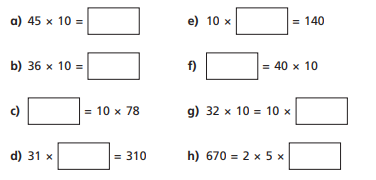 a) 45 × 10 =
b) 36 × 10 =
c) = 10 × 78
d) 31 × = 310
e) 10 × = 140
f) = 40 × 10
g) 32 × 10 = 10 ×
h) 670 = 2 × 5 ×